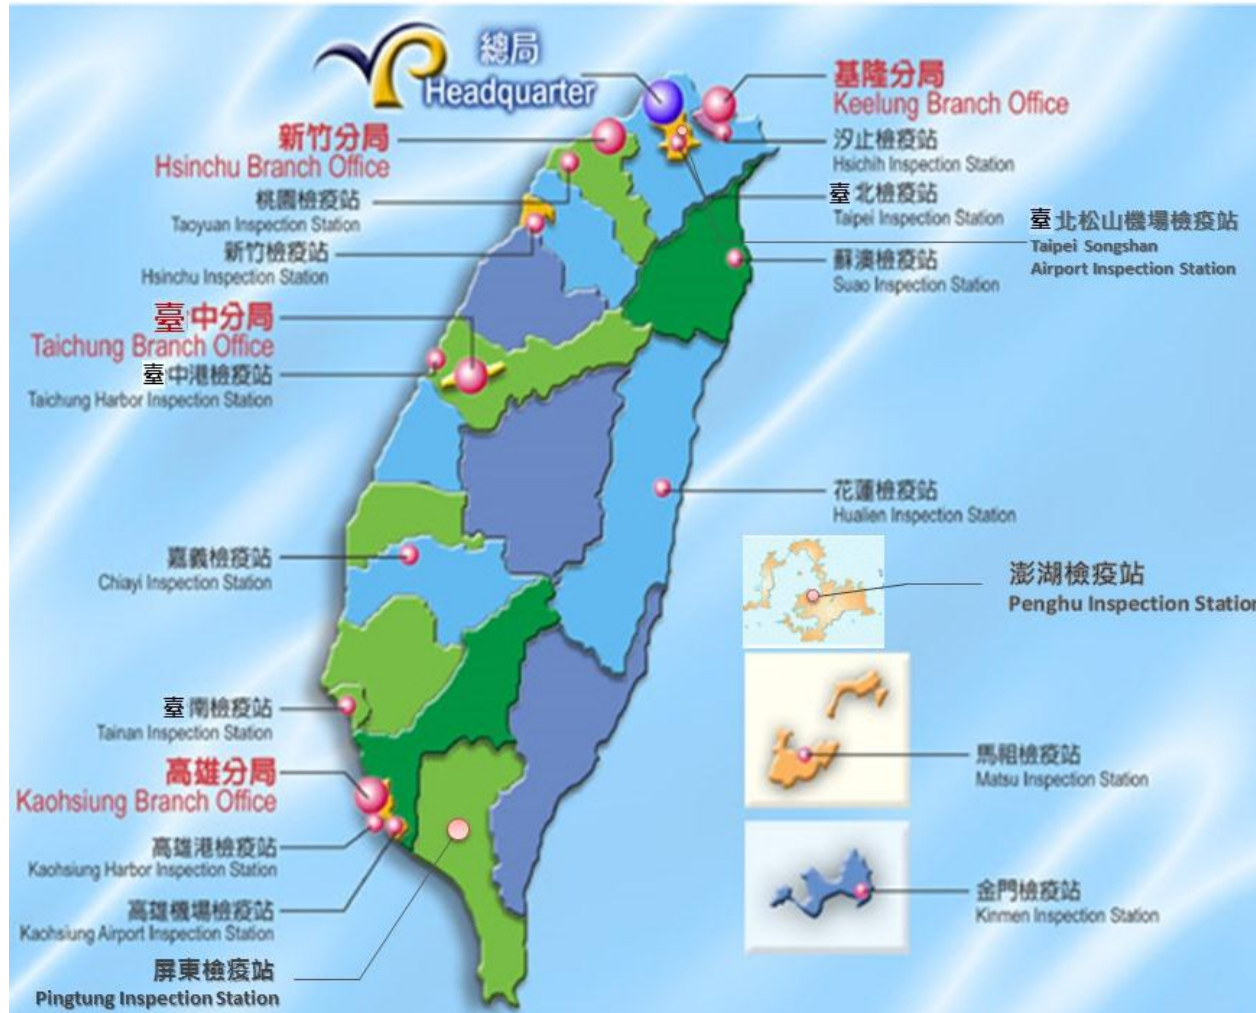 總局
Headquarter
基隆分局
Keelung Branch Office
汐止檢疫站
Hsichih Inspection Station
臺北檢疫站
Taipei Inspection Station
臺北松山機場檢疫站
Taipei Songshan
Airport Inspection Station
蘇澳檢疫站
Suao Inspection Station
新竹分局
Hsinchu Branch Office
桃園檢疫站
Taoyuan Inspection Station
新竹檢疫站
Hsinchu Inspection Station
臺中分局
Taichung Branch Office
臺中港檢疫站
Taichung Harbor Inspection Station
花蓮檢疫站
Hualien Inspection Station
嘉義檢疫站
Chiayi Inspection Station
澎湖檢疫站
Penghu Inspection Station
臺南檢疫站
Tainan Inspection Station
高雄分局
Kaohsiung Branch Office
馬祖檢疫站
Matsu Inspection Station
高雄港檢疫站
Kaohsiung Harbor Inspection Station
高雄機場檢疫站
Kaohsiung Airport Inspection Station
金門檢疫站
Kinmen Inspection Station
屏東檢疫站
Pingtung Inspection Station